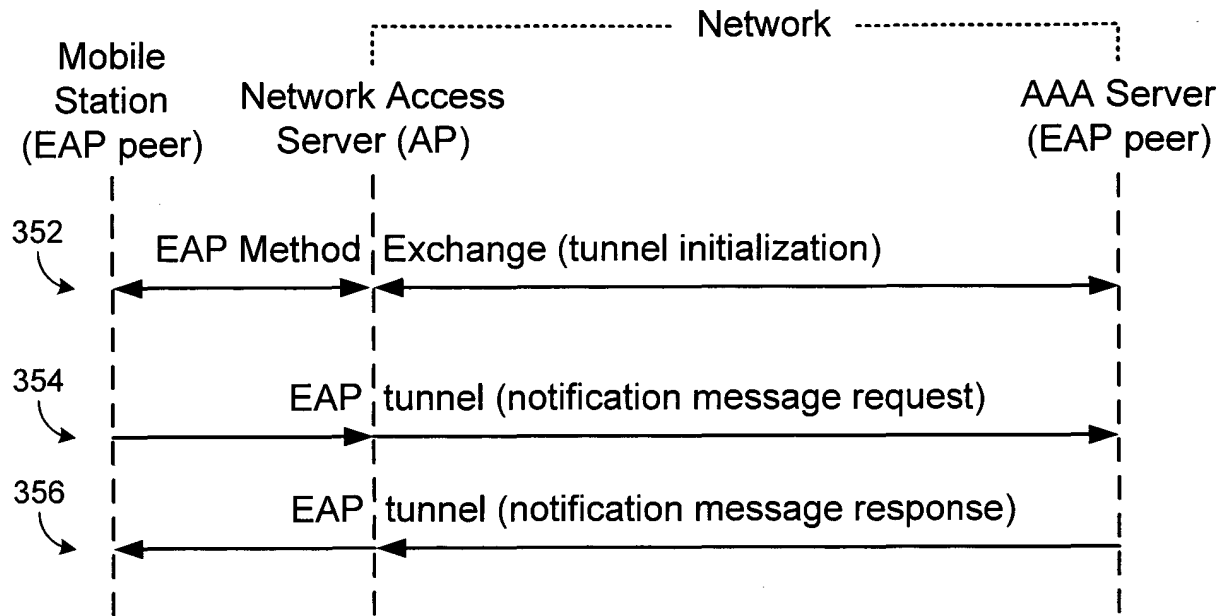 Network
Mobile
Station
(EAP peer)
Network Access
Server (AP)
AAA Server
(EAP peer)
352
EAP Method Exchange (tunnel initialization)
354
EAP tunnel (notification message request)
356
EAP tunnel (notification message response)